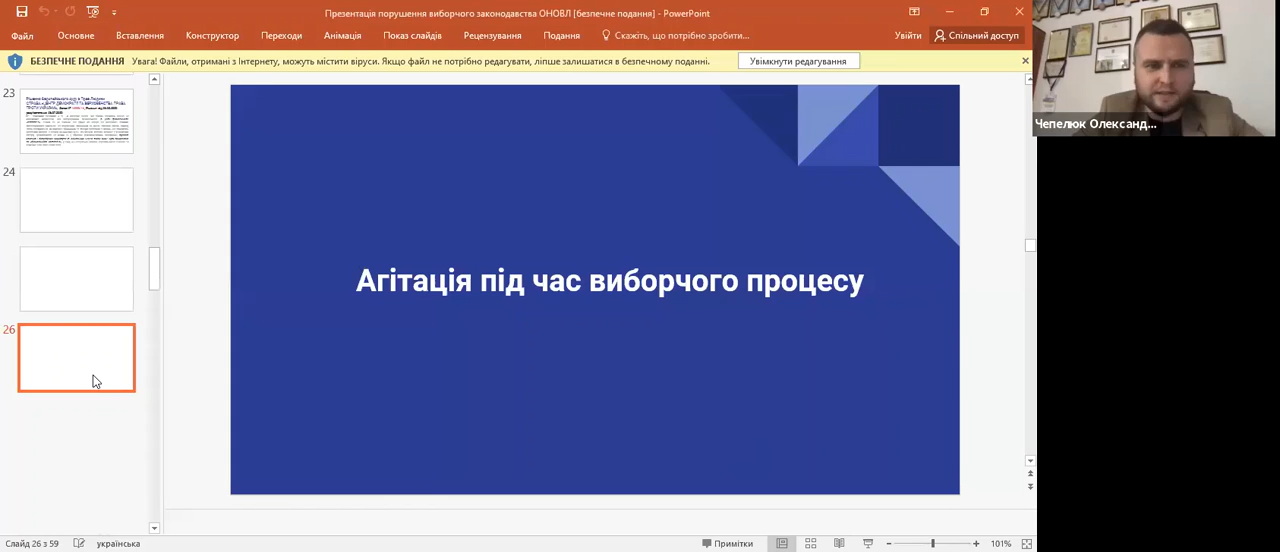 Презентація порушення виборчого законодавства ОНОВЛ [безпечне подання] - PowerPoint
Файл Основне Вставлення Конструктор Переходи Анімація Показ слайдів Рецензування Подання Скажіть, що потрібно зробити... Увійти Спільний доступ
БЕЗПЕЧНЕ ПОДАННЯ Увага! Файли, отримані з Інтернету, можуть містити віруси. Якщо файл не потрібно редагувати, ліпше залишатися в безпечному поданні. Увімкнути редагування
Чепелюк Олександ...
23
24
26
Агітація під час виборчого процесу
Слайд 26 з 59 українська Примітки 101%